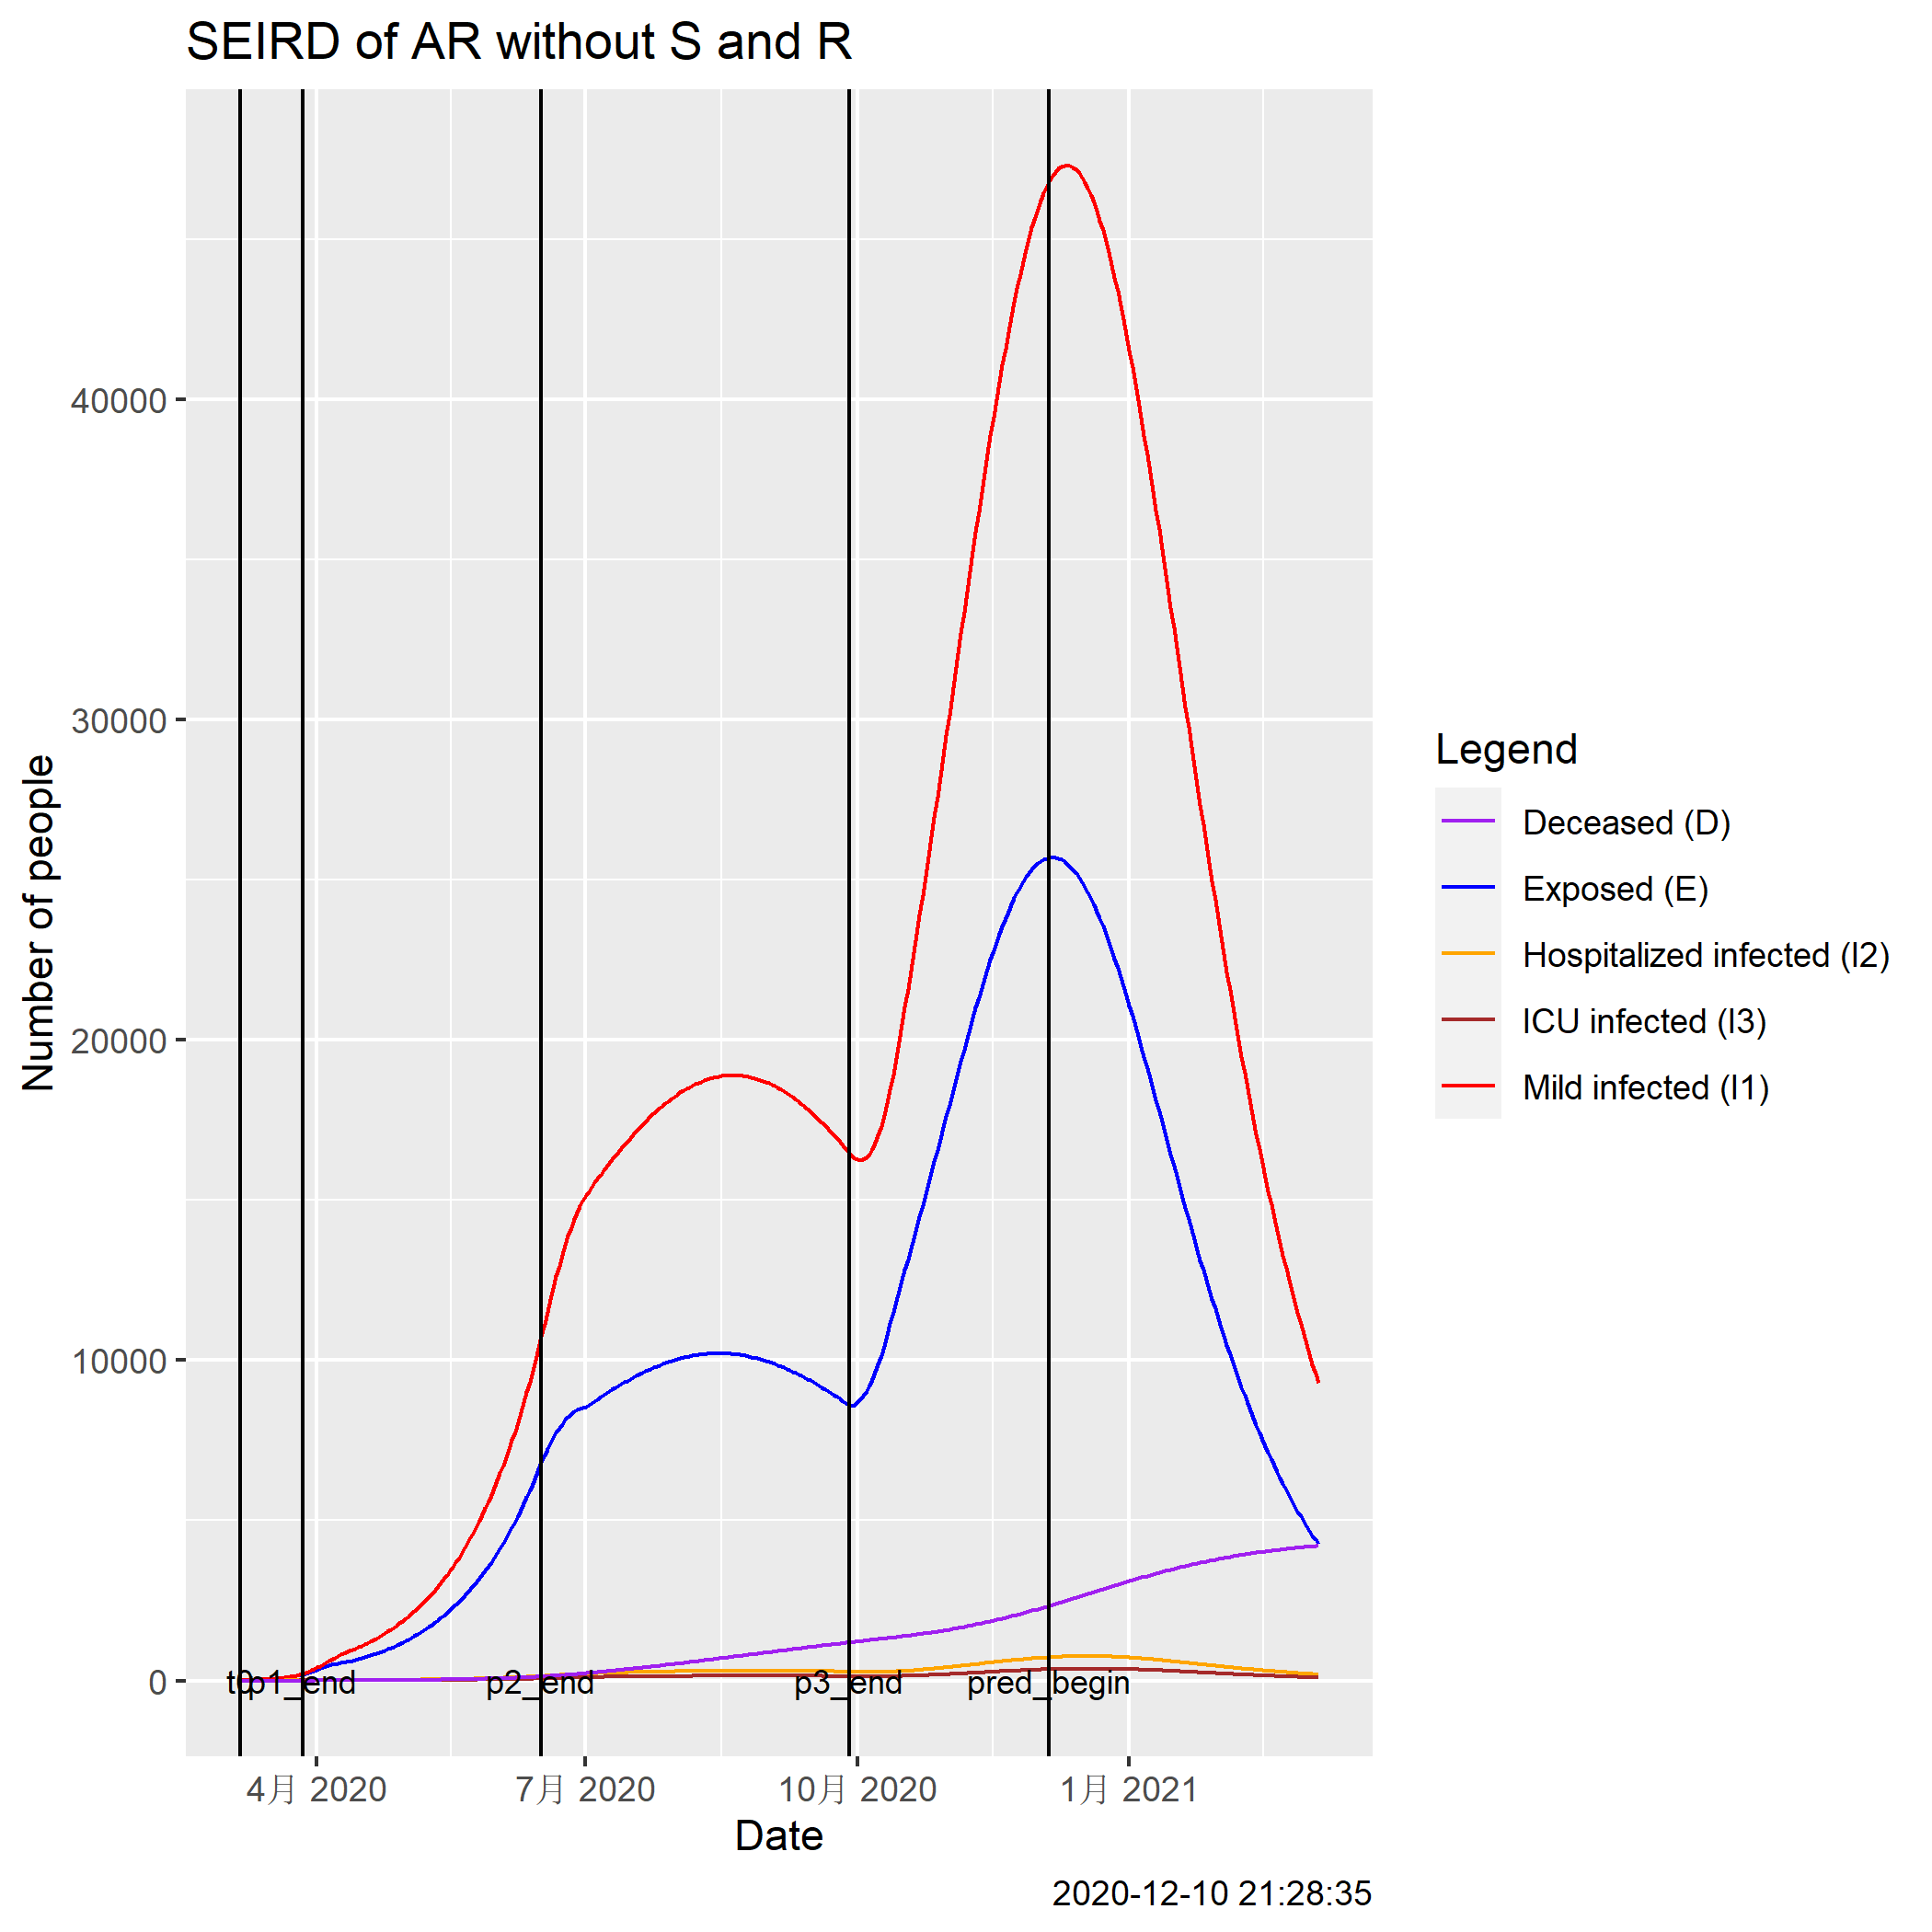 SEIRD of AR without S and R
Number of people
40000
30000
20000
10000
0
t0
p1_end
p2_end
p3_end
pred_begin
4月 2020
7月 2020
10月 2020
1月 2021
Date
Legend
Deceased (D)
Exposed (E)
Hospitalized infected (I2)
ICU infected (I3)
Mild infected (I1)
2020-12-10 21:28:35